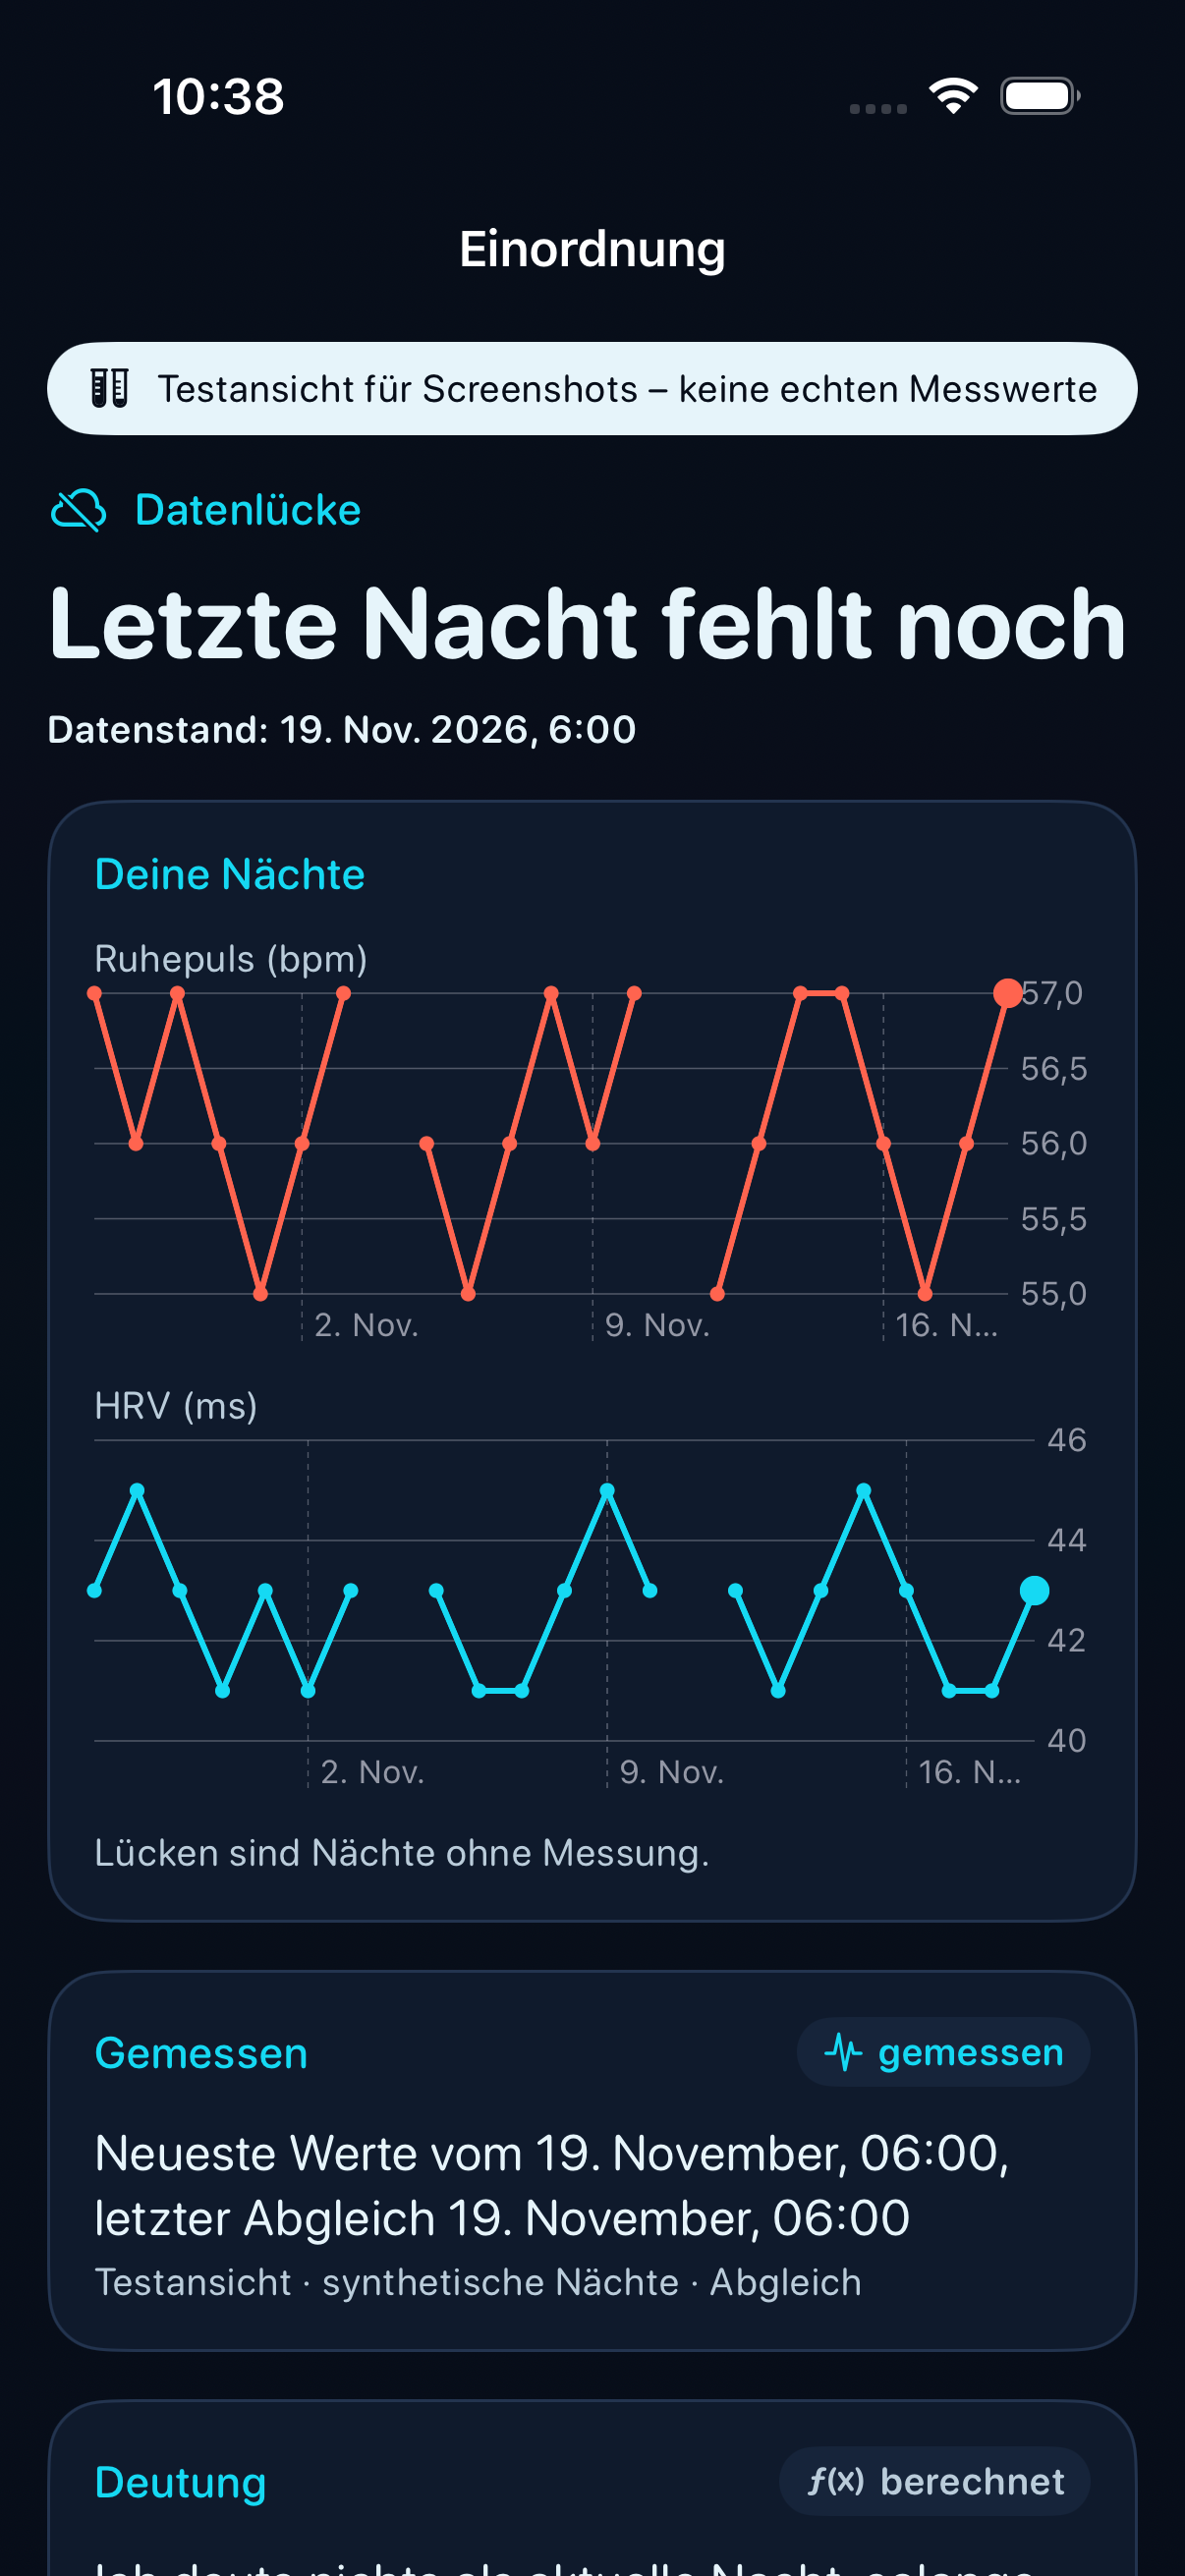 10:38
Einordnung
Testansicht für Screenshots – keine echten Messwerte
Datenlücke
Letzte Nacht fehlt noch
Datenstand: 19. Nov. 2026, 6:00
Deine Nächte
Ruhepuls (bpm)
57,0
56,5
56,0
55,5
55,0
2. Nov.
9. Nov.
16. N...
HRV (ms)
46
44
42
40
2. Nov.
9. Nov.
16. N...
Lücken sind Nächte ohne Messung.
Gemessen
gemessen
Neueste Werte vom 19. November, 06:00,
letzter Abgleich 19. November, 06:00
Testansicht · synthetische Nächte · Abgleich
Deutung
f(x) berechnet